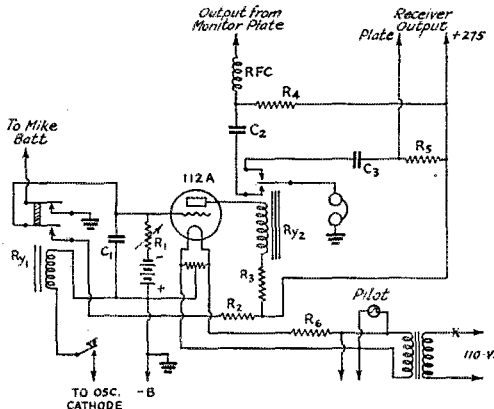 Output from
Monitor Plate
Receiver
Output
Plate
+275
RFC
R4
C2
To Mike
Batt
112A
C3
R5
Ry1
C1
R1
-
+
Ry2
R3
R2
Pilot
R6
X
110-V.
TO OSC.
CATHODE
-B